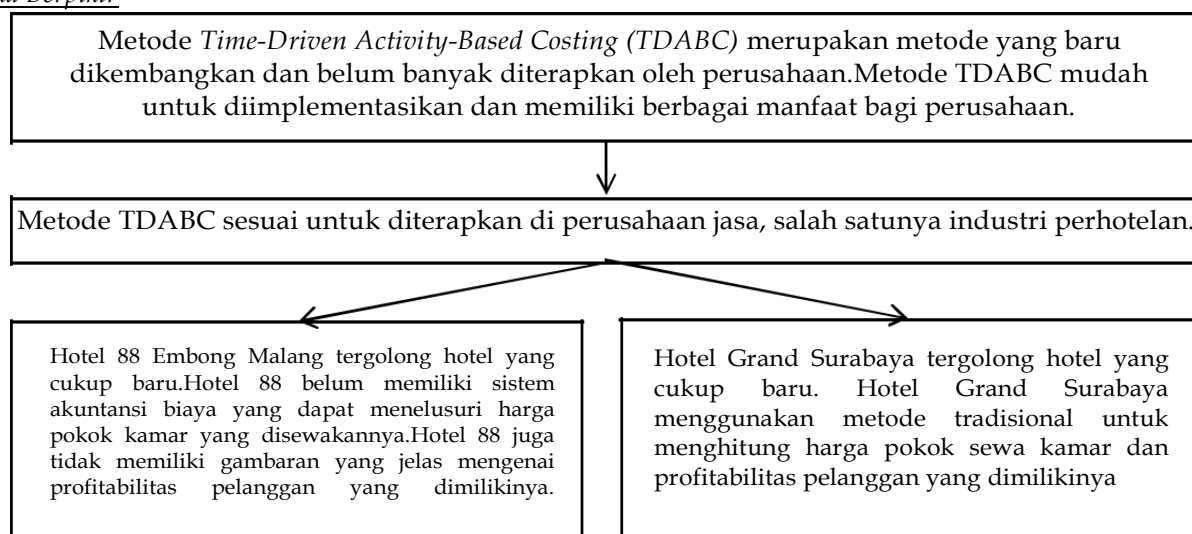 Berpikir
Metode Time-Driven Activity-Based Costing (TDABC) merupakan metode yang baru
dikembangkan dan belum banyak diterapkan oleh perusahaan.Metode TDABC mudah
untuk diimplementasikan dan memiliki berbagai manfaat bagi perusahaan.
Metode TDABC sesuai untuk diterapkan di perusahaan jasa, salah satunya industri perhotelan.
Hotel 88 Embong Malang tergolong hotel yang
cukup baru.Hotel 88 belum memiliki sistem
akuntansi biaya yang dapat menelusuri harga
pokok kamar yang disewakannya.Hotel 88 juga
tidak memiliki gambaran yang jelas mengenai
profitabilitas pelanggan yang dimilikinya.
Hotel Grand Surabaya tergolong hotel yang
cukup baru. Hotel Grand Surabaya
menggunakan metode tradisional untuk
menghitung harga pokok sewa kamar dan
profitabilitas pelanggan yang dimilikinya